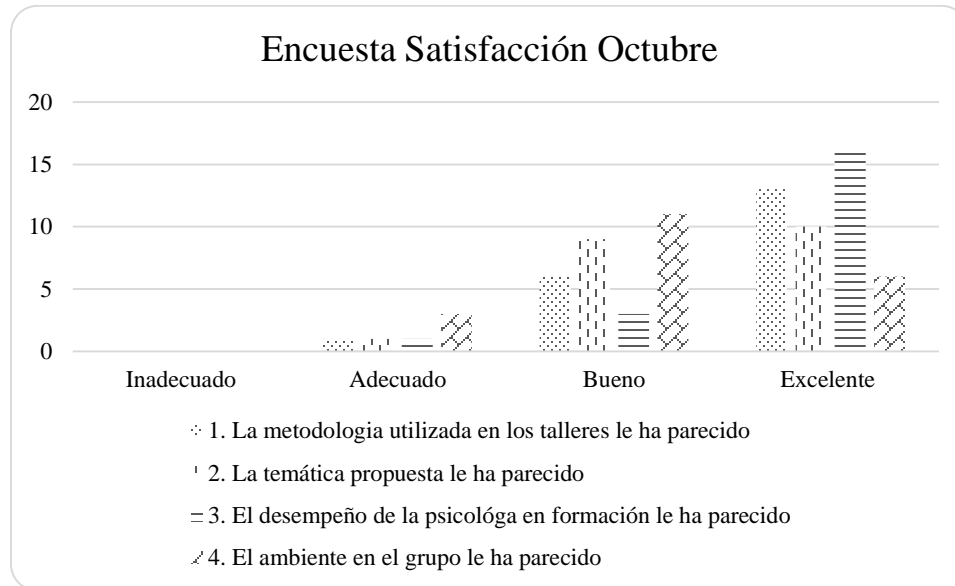 Encuesta Satisfacción Octubre
20
15
10
5
0
Inadecuado Adecuado Bueno Excelente
1. La metodologia utilizada en los talleres le ha parecido
2. La temática propuesta le ha parecido
3. El desempeño de la psicológa en formación le ha parecido
4. El ambiente en el grupo le ha parecido